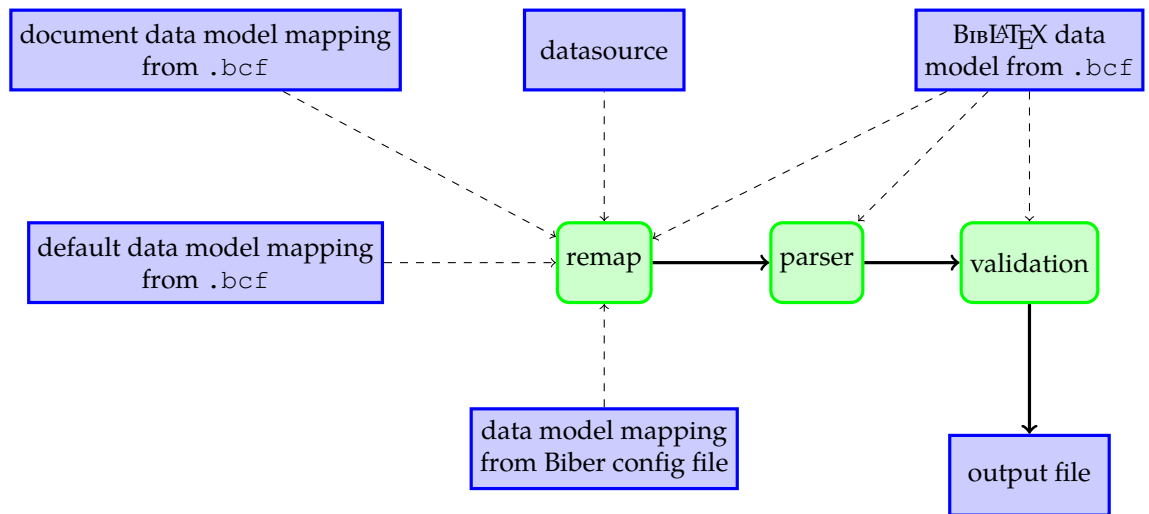 document data model mapping
from .bcf
datasource
BIBLATEX data
model from .bcf
default data model mapping
from .bcf
remap
parser
validation
data model mapping
from Biber config file
output file